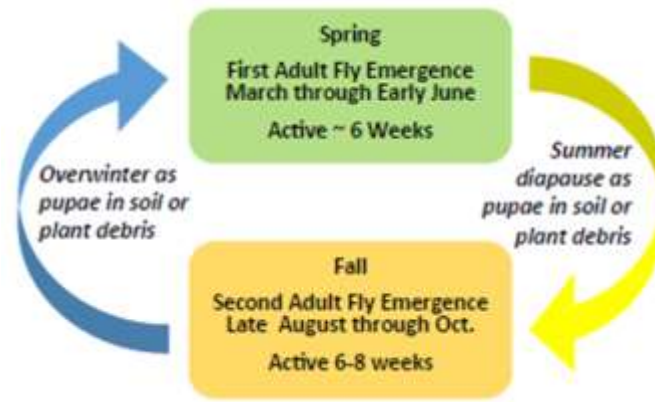 Spring
First Adult Fly Emergence
March through Early June
Active ~ 6 Weeks
Overwinter as
pupae in soil or
plant debris
Summer
diapause as
pupae in soil or
plant debris
Fall
Second Adult Fly Emergence
Late August through Oct.
Active 6-8 weeks